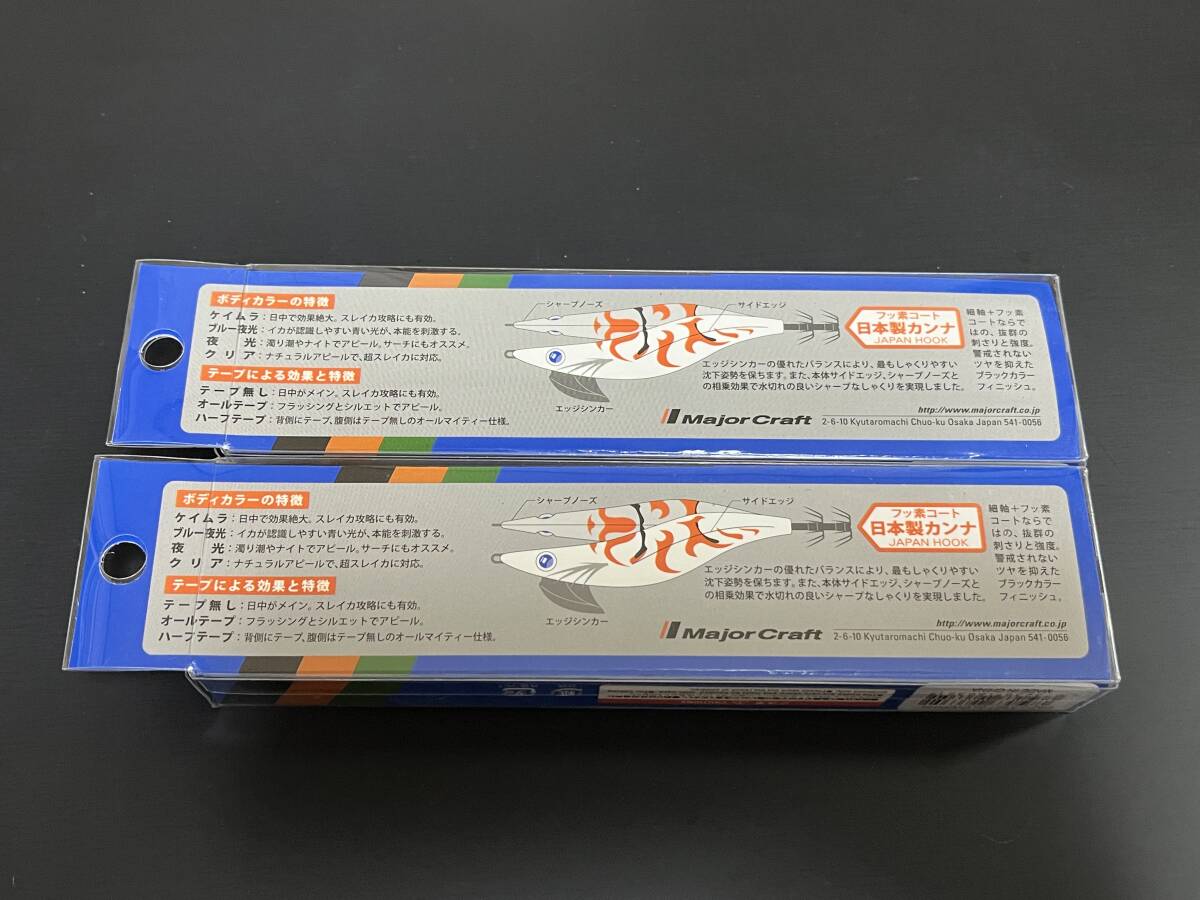 ボディカラーの特徴
ケイムラ:日中で効果絶大。スレイカ攻略にも有効。
ブルー夜光:イカが認識しやすい青い光が、本能を刺激する。
夜光:濁り潮やナイトでアピール。サーチにもオススメ。
クリア:ナチュラルアピールで、超スレイカに対応。
テープによる効果と特徴
テープ無し:日中がメイン。スレイカ攻略にも有効。
オールテープ:フラッシングとシルエットでアピール。
ハーフテープ:背側にテープ、腹側はテープ無しのオールマイティー仕様。
シャープノーズ
サイドエッジ
エッジシンカー
エッジシンカーの優れたバランスにより、最もしゃくりやすい
沈下姿勢を保ちます。また、本体サイドエッジ、シャープノーズと
の相乗効果で水切れの良いシャープなしゃくりを実現しました。
フッ素コート
日本製カンナ
JAPAN HOOK
細軸+フッ素
コートならで
はの、抜群の
刺さりと強度。
警戒されない
ツヤを抑えた
ブラックカラー
フィニッシュ。
http://www.majorcraft.co.jp
Major Craft
2-6-10 Kyutaromachi Chuo-ku Osaka Japan 541-0056
ボディカラーの特徴
ケイムラ:日中で効果絶大。スレイカ攻略にも有効。
ブルー夜光:イカが認識しやすい青い光が、本能を刺激する。
夜光:濁り潮やナイトでアピール。サーチにもオススメ。
クリア:ナチュラルアピールで、超スレイカに対応。
テープによる効果と特徴
テープ無し:日中がメイン。スレイカ攻略にも有効。
オールテープ:フラッシングとシルエットでアピール。
ハーフテープ:背側にテープ、腹側はテープ無しのオールマイティー仕様。
シャープノーズ
サイドエッジ
エッジシンカー
エッジシンカーの優れたバランスにより、最もしゃくりやすい
沈下姿勢を保ちます。また、本体サイドエッジ、シャープノーズと
の相乗効果で水切れの良いシャープなしゃくりを実現しました。
フッ素コート
日本製カンナ
JAPAN HOOK
細軸+フッ素
コートならで
はの、抜群の
刺さりと強度。
警戒されない
ツヤを抑えた
ブラックカラー
フィニッシュ。
http://www.majorcraft.co.jp
Major Craft
2-6-10 Kyutaromachi Chuo-ku Osaka Japan 541-0056